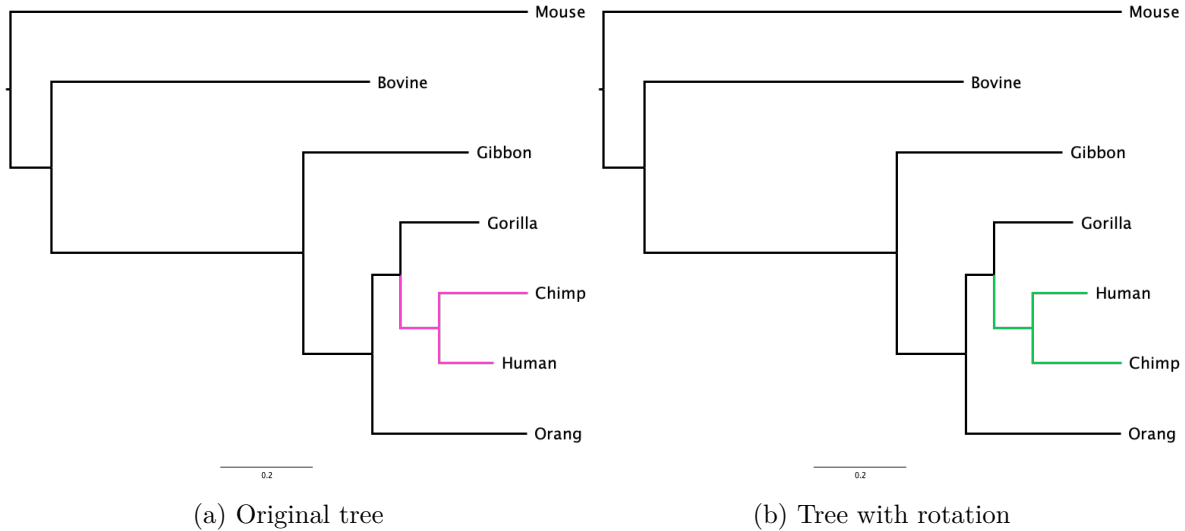 Mouse Mouse
Bovine Bovine
Gibbon Gibbon
Gorilla Gorilla
Chimp Human
Human Chimp
Orang Orang
0.2 0.2
(a) Original tree (b) Tree with rotation